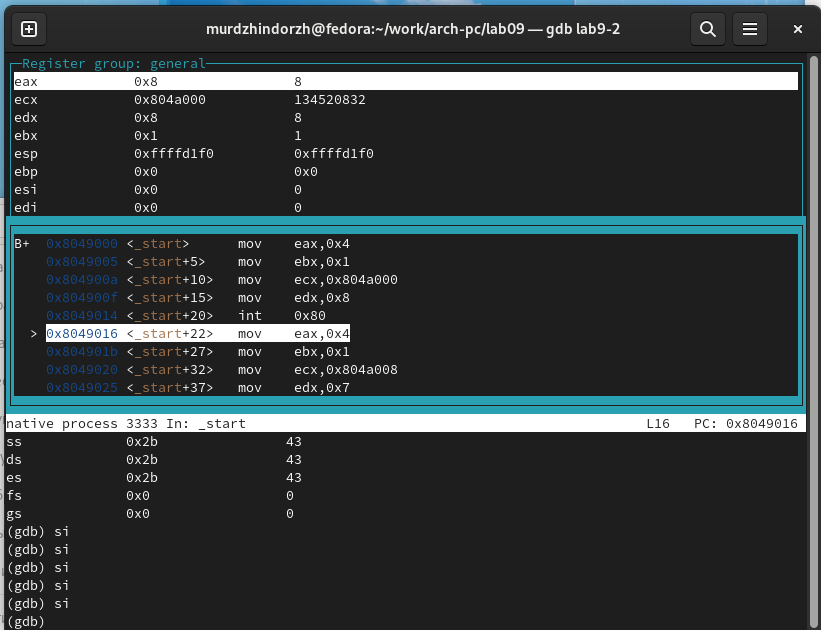 murdzhindorzh@fedora:~/work/arch-pc/lab09 — gdb lab9-2
Register group: general
eax 0x8 8
ecx 0x804a000 134520832
edx 0x8 8
ebx 0x1 1
esp 0xffffd1f0 0xffffd1f0
ebp 0x0 0x0
esi 0x0 0
edi 0x0 0
B+ 0x8049000 <_start> mov eax,0x4
0x8049005 <_start+5> mov ebx,0x1
0x804900a <_start+10> mov ecx,0x804a000
0x804900f <_start+15> mov edx,0x8
0x8049014 <_start+20> int 0x80
> 0x8049016 <_start+22> mov eax,0x4
0x804901b <_start+27> mov ebx,0x1
0x8049020 <_start+32> mov ecx,0x804a008
0x8049025 <_start+37> mov edx,0x7
native process 3333 In: _start L16 PC: 0x8049016
ss 0x2b 43
ds 0x2b 43
es 0x2b 43
fs 0x0 0
gs 0x0 0
(gdb) si
(gdb) si
(gdb) si
(gdb) si
(gdb) si
(gdb)